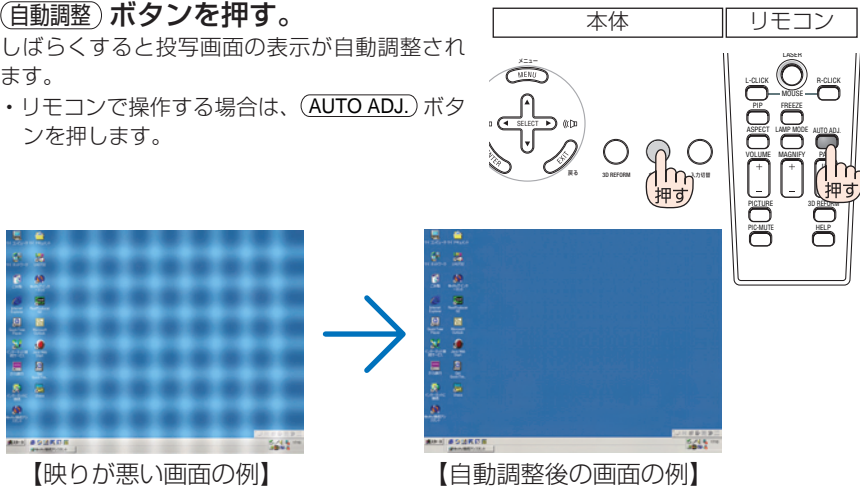 自動調整 ボタンを押す。
しばらくすると投写画面の表示が自動調整され
ます。
・リモコンで操作する場合は、AUTO ADJ. ボタ
ンを押します。
本体
リモコン
メニュー
MENU
SELECT
ENTER
EXIT
戻る
3D REFORM
入力切替
押す
LASER
L-CLICK
R-CLICK
MOUSE
PIP
FREEZE
ASPECT
LAMP MODE
AUTO ADJ.
VOLUME
MAGNIFY
押す
PICTURE
3D REFORM
PIC-MUTE
HELP
【映りが悪い画面の例】
【自動調整後の画面の例】